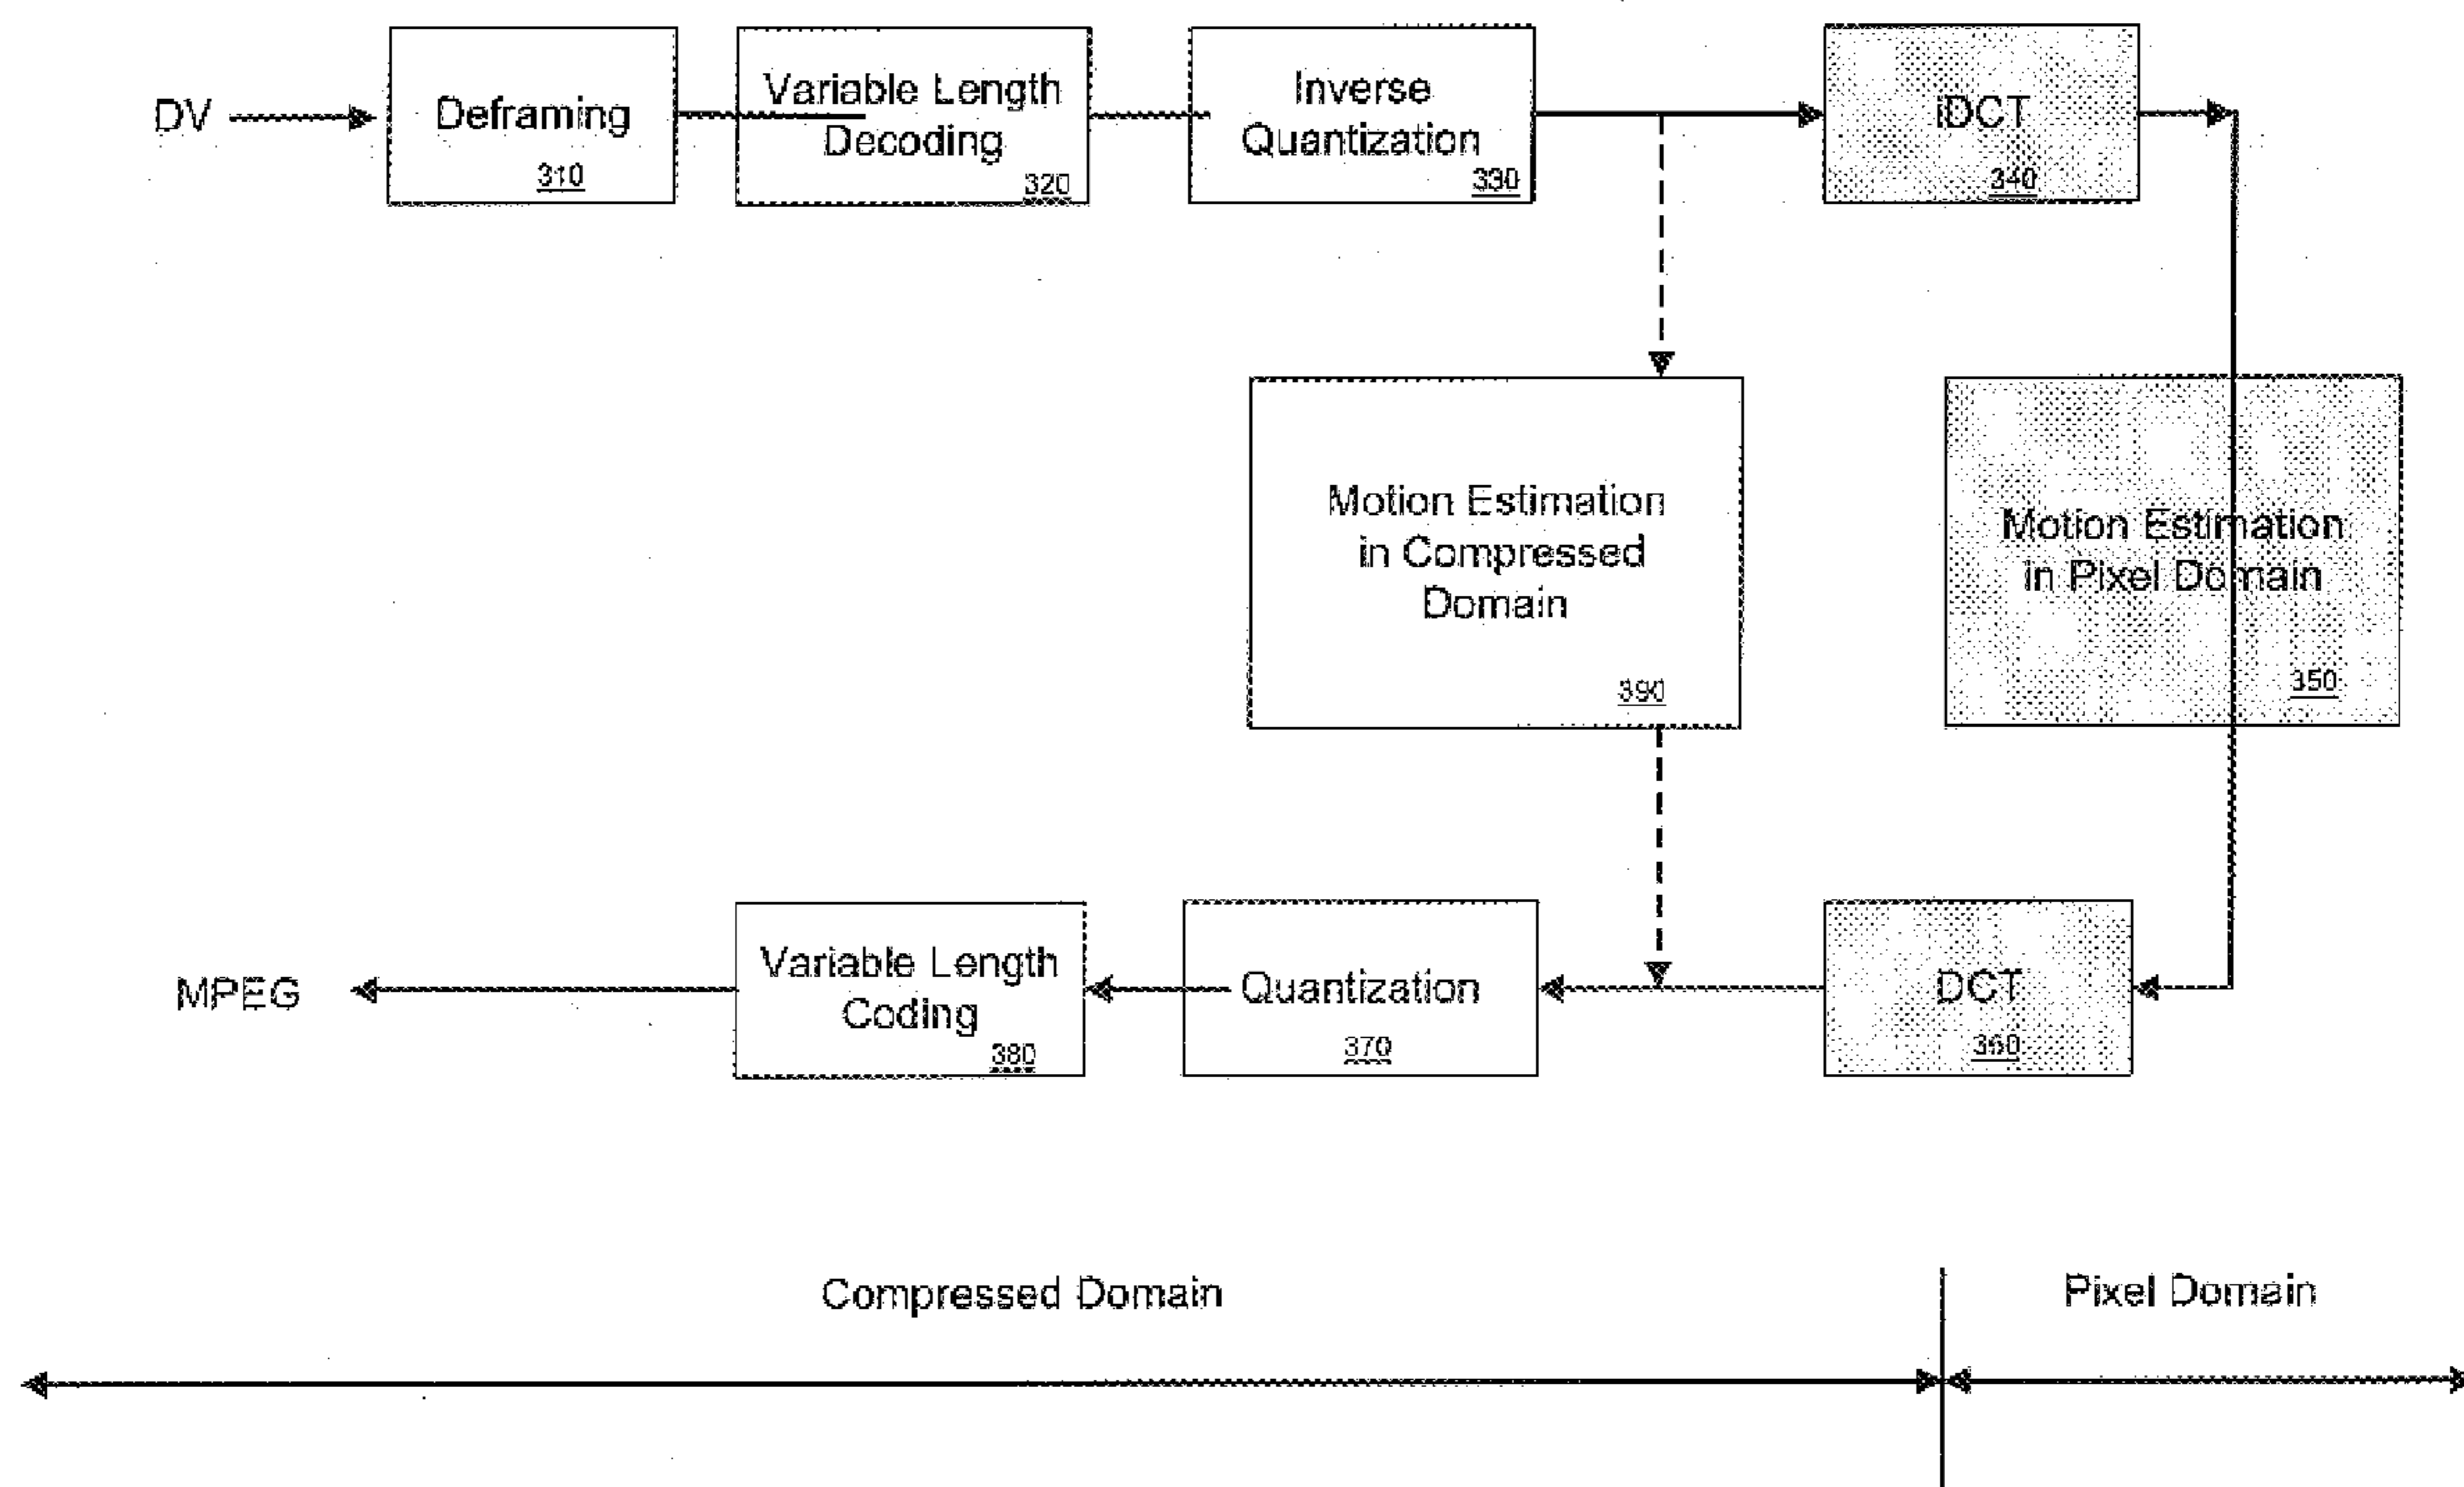 DV
Deframing
310
Variable Length
Decoding
320
Inverse
Quantization
330
iDCT
340
Motion Estimation
in Compressed
Domain
390
Motion Estimation
in Pixel Domain
350
MPEG
Variable Length
Coding
380
Quantization
370
DCT
360
Compressed Domain
Pixel Domain